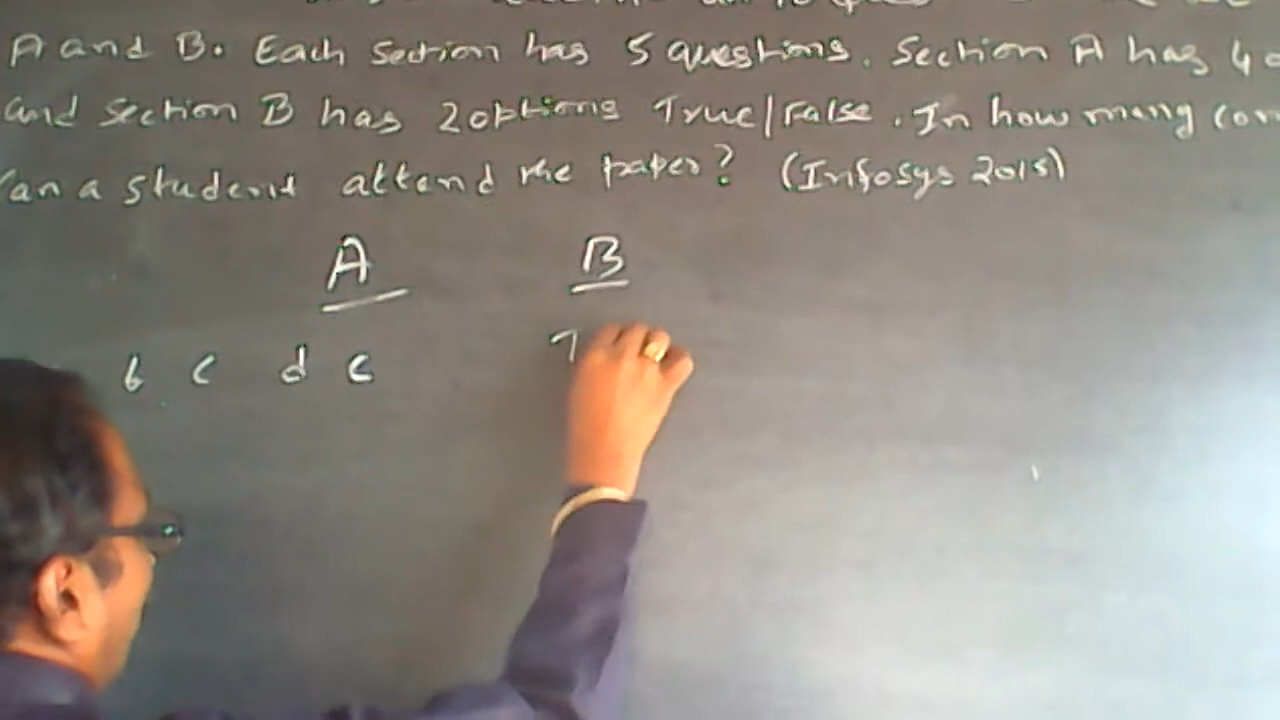 A and B. Each section has 5 questions. Section A has 4
and section B has 2 options True/False. In how many
an a student attend the paper? (Infosys 2015)
A B
b c d c T